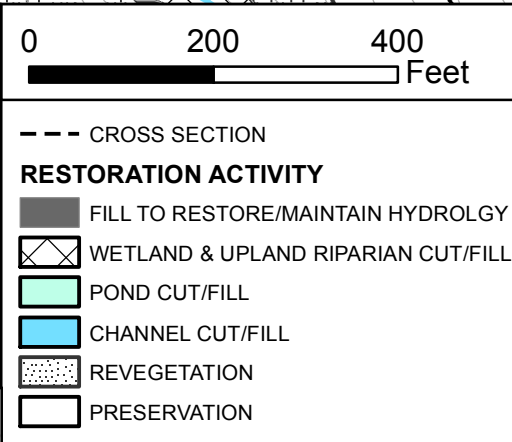 0 200 400
Feet
CROSS SECTION
RESTORATION ACTIVITY
FILL TO RESTORE/MAINTAIN HYDROLGY
WETLAND & UPLAND RIPARIAN CUT/FILL
POND CUT/FILL
CHANNEL CUT/FILL
REVEGETATION
PRESERVATION